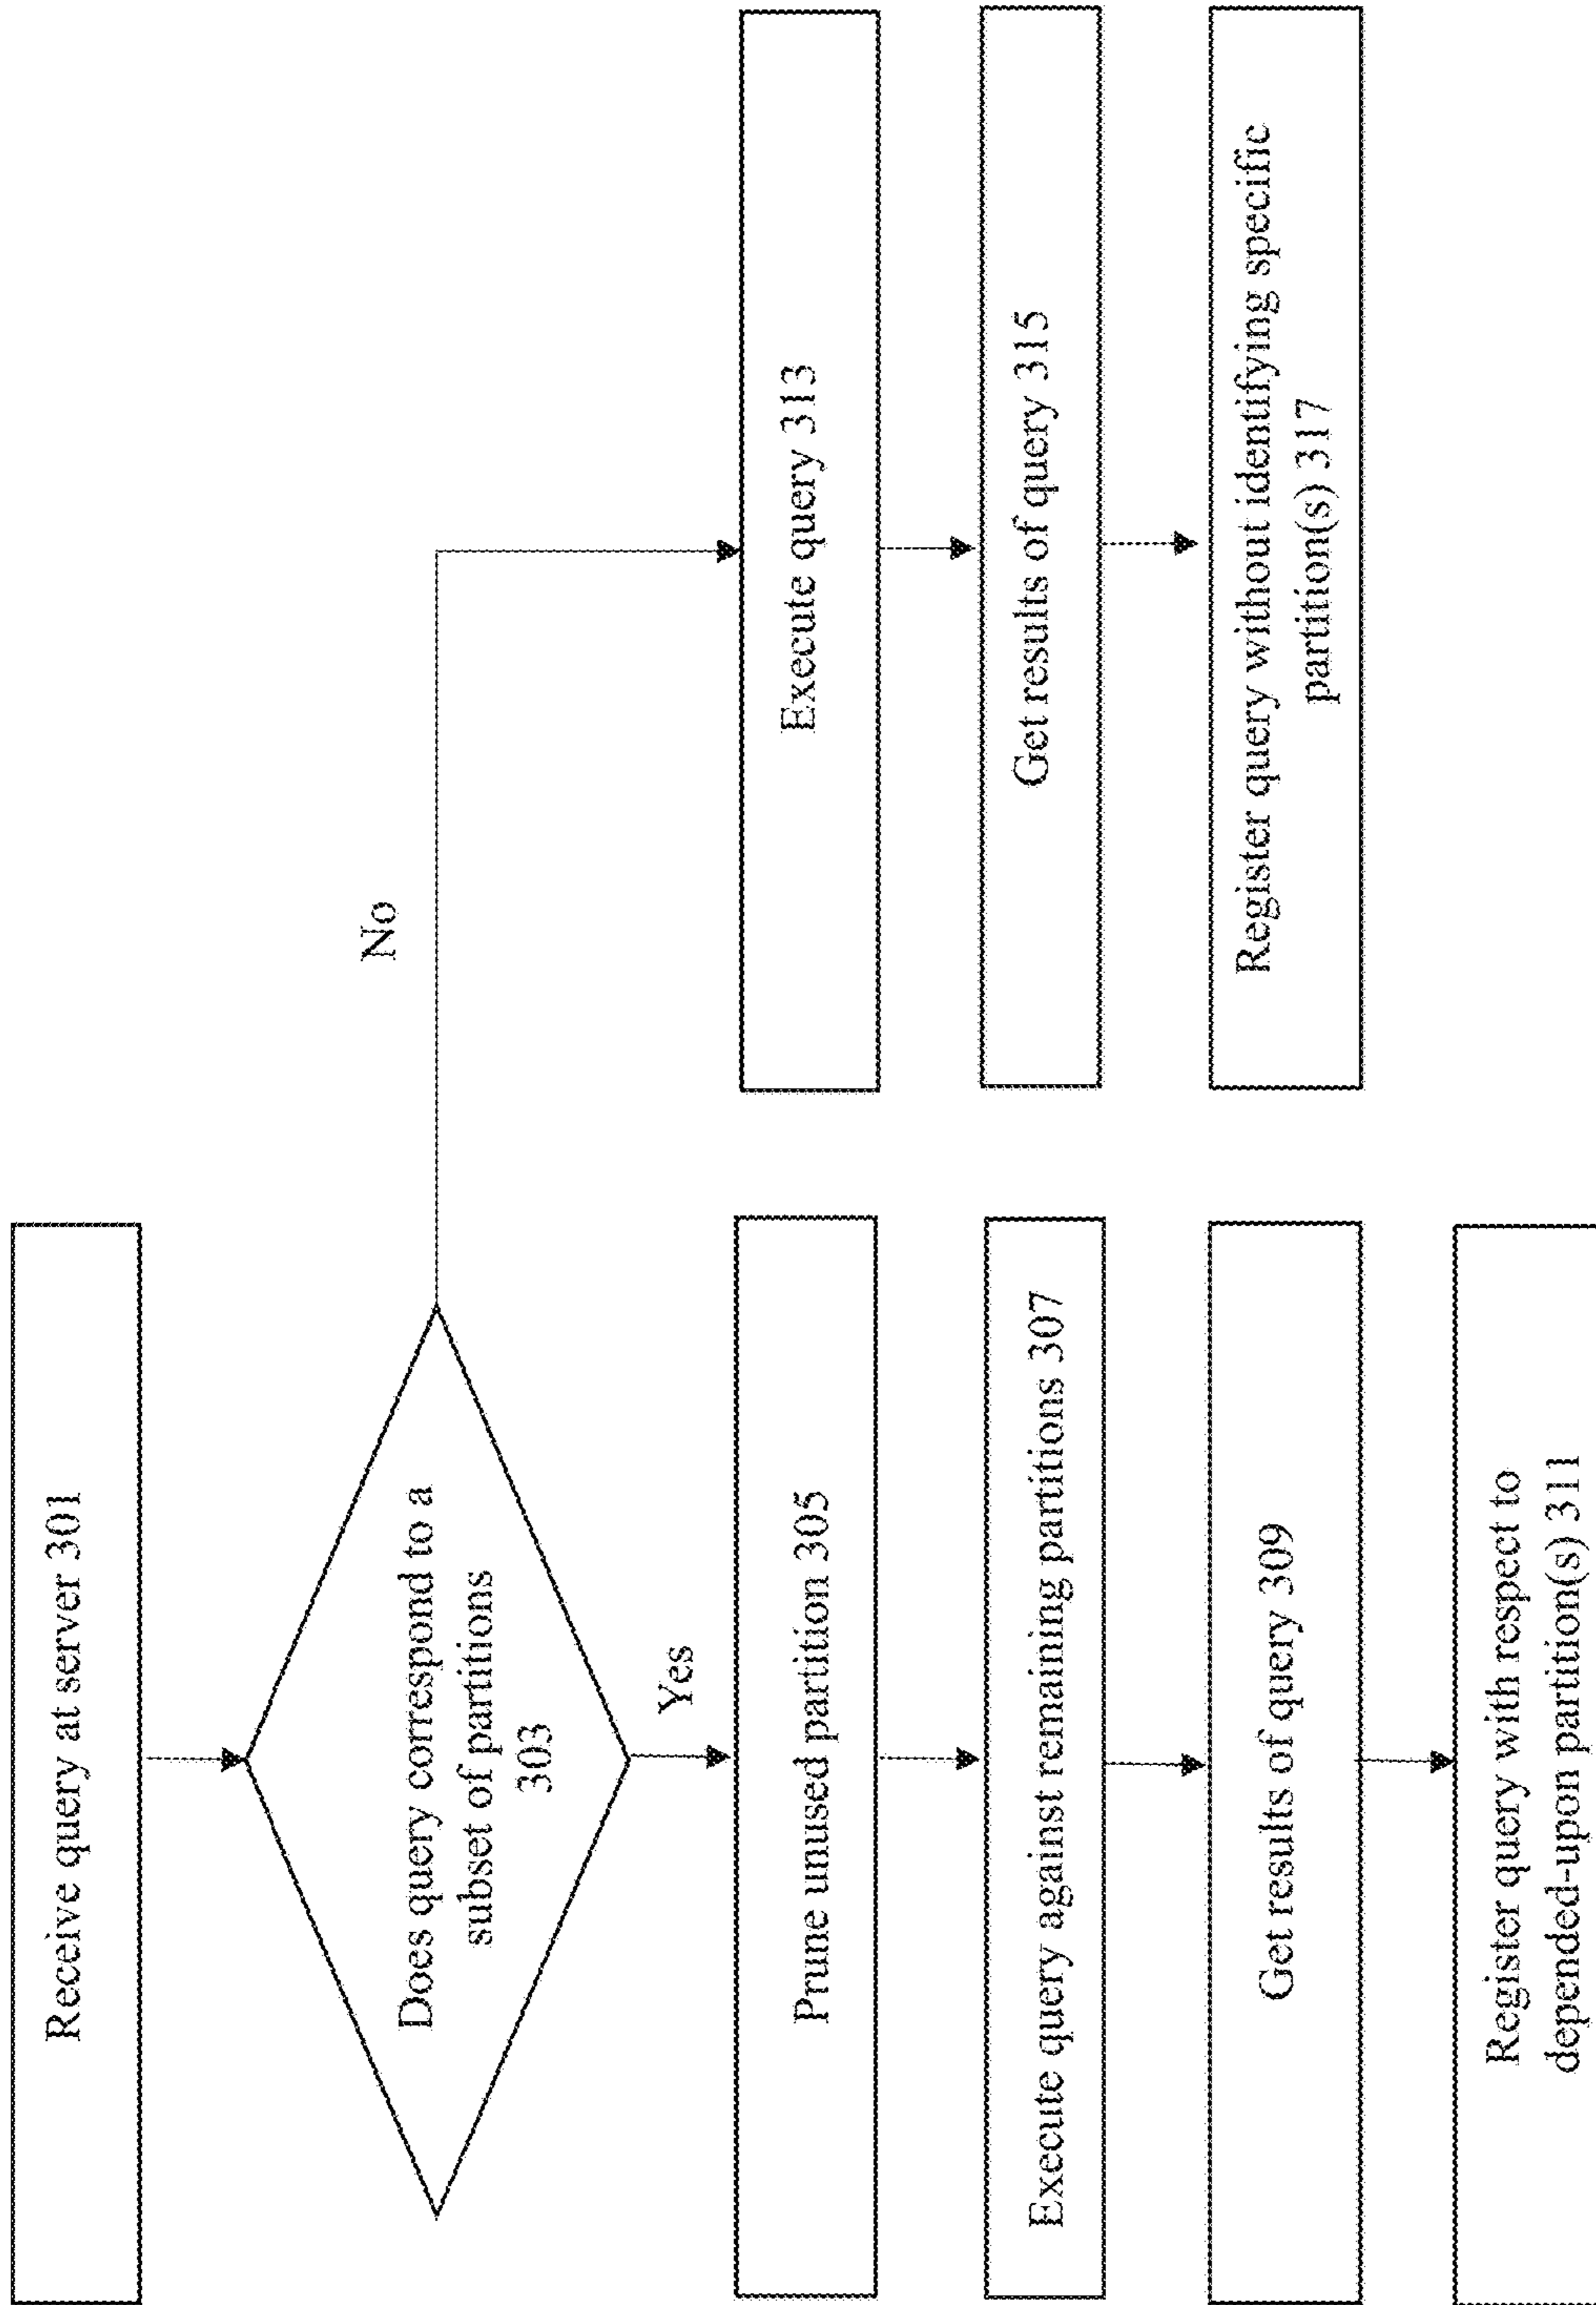 Receive query at server 301
Does query correspond to a
subset of partitions
303
No
Yes
Prune unused partition 305
Execute query against remaining partitions 307
Get results of query 309
Register query with respect to
depended-upon partition(s) 311
Execute query 313
Get results of query 315
Register query without identifying specific
partition(s) 317